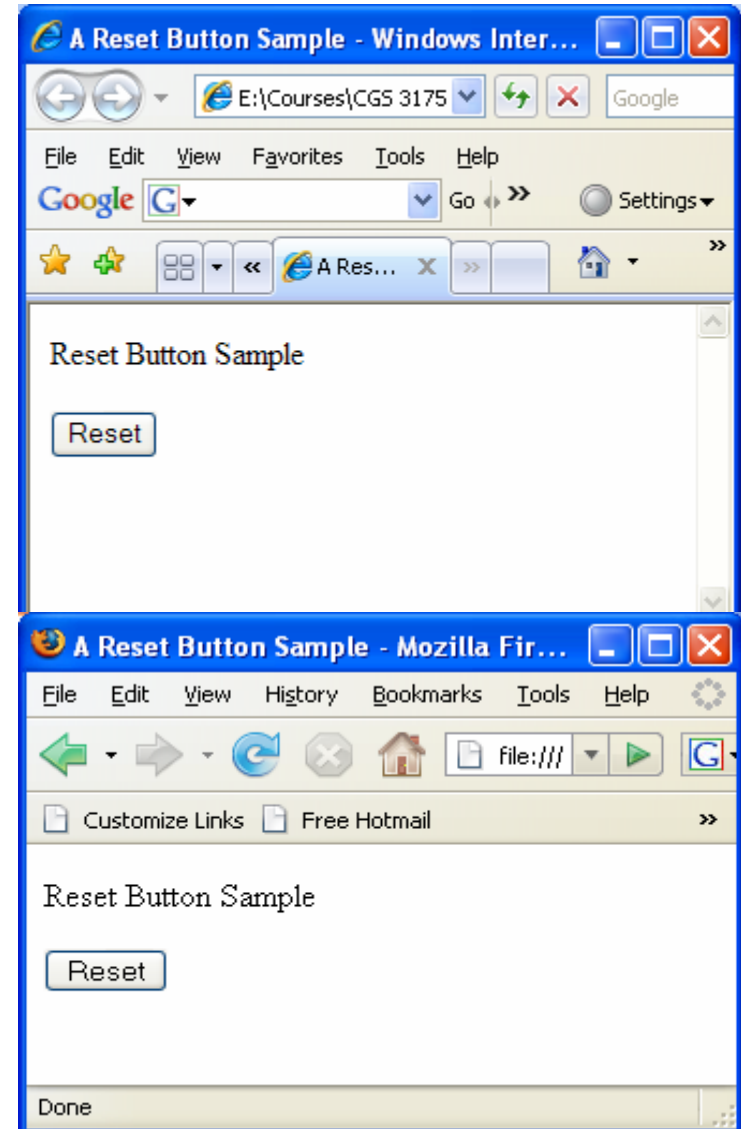 A Reset Button Sample - Windows Inter...
E:\Courses\CGS 3175 Google
File Edit View Favorites Tools Help
Google G Go » Settings
« A Res... X » »
Reset Button Sample
Reset
A Reset Button Sample - Mozilla Fir...
File Edit View History Bookmarks Tools Help
file:/// G
Customize Links Free Hotmail »
Reset Button Sample
Reset
Done